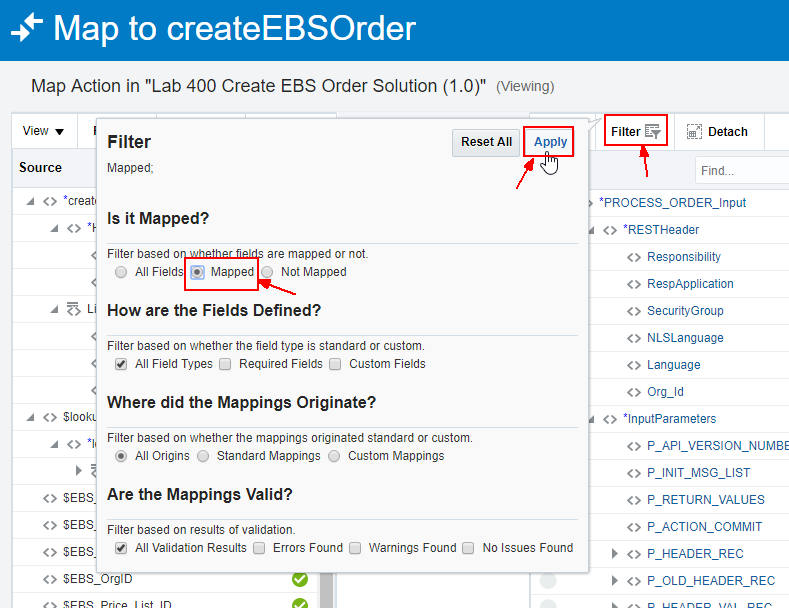 Map to createEBSOrder
Map Action in "Lab 400 Create EBS Order Solution (1.0)" (Viewing)
View
Filter
Detach
Source
Find...
Filter
Reset All
Apply
Mapped;
Is it Mapped?
Filter based on whether fields are mapped or not.
All Fields Mapped Not Mapped
How are the Fields Defined?
Filter based on whether the field type is standard or custom.
All Field Types Required Fields Custom Fields
Where did the Mappings Originate?
Filter based on whether the mappings originated standard or custom.
All Origins Standard Mappings Custom Mappings
Are the Mappings Valid?
Filter based on results of validation.
All Validation Results Errors Found Warnings Found No Issues Found
*create
*H
Li
$looku
*l
$EBS_
$EBS_
$EBS_
$EBS_OrgID
$EBS_Price_List_ID
*PROCESS_ORDER_Input
*RESTHeader
Responsibility
RespApplication
SecurityGroup
NLSLanguage
Language
Org_Id
*InputParameters
P_API_VERSION_NUMBE
P_INIT_MSG_LIST
P_RETURN_VALUES
P_ACTION_COMMIT
P_HEADER_REC
P_OLD_HEADER_REC
P_HEADER_VAL_REC